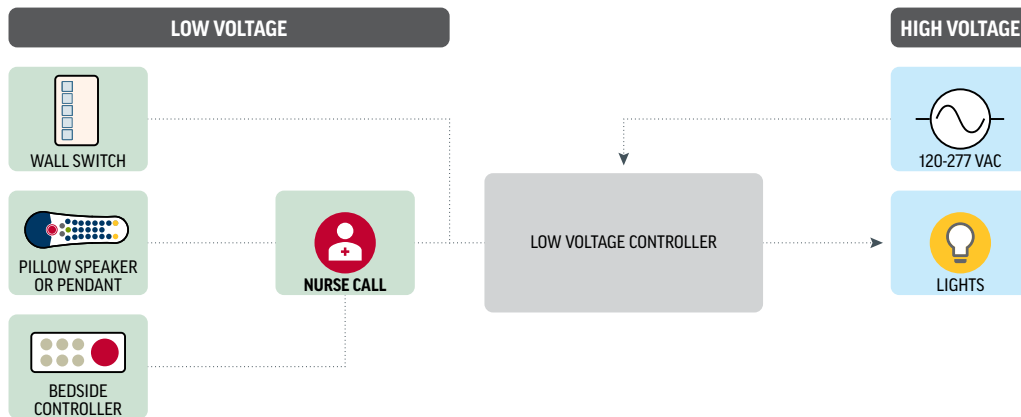 LOW VOLTAGE
HIGH VOLTAGE
WALL SWITCH
120-277 VAC
PILLOW SPEAKER
OR PENDANT
NURSE CALL
LOW VOLTAGE CONTROLLER
LIGHTS
BEDSIDE
CONTROLLER